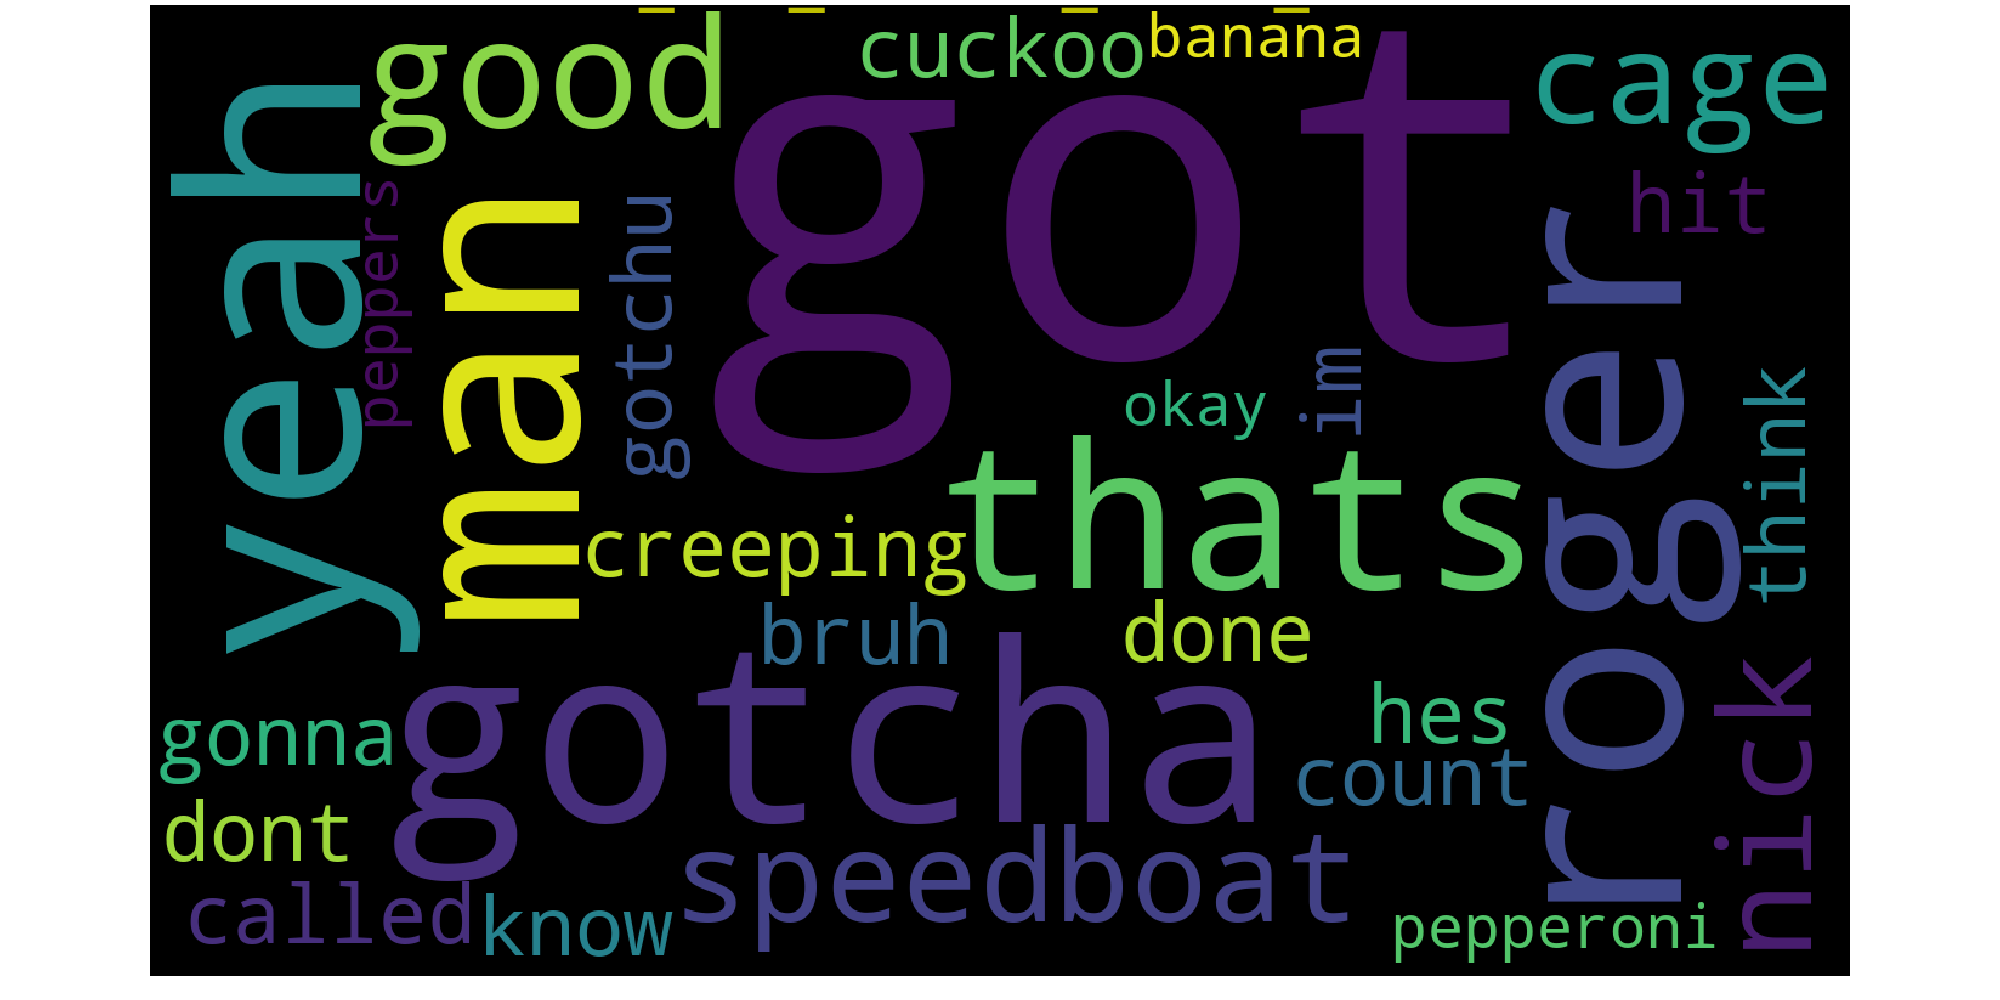 good
cuckoo
banana
cage
got
yeah
peppers
man
gotchu
hit
roger
im
okay
think
thats
creeping
bruh
done
gotcha
nick
gonna
hes
count
dont
speedboat
called
know
pepperoni